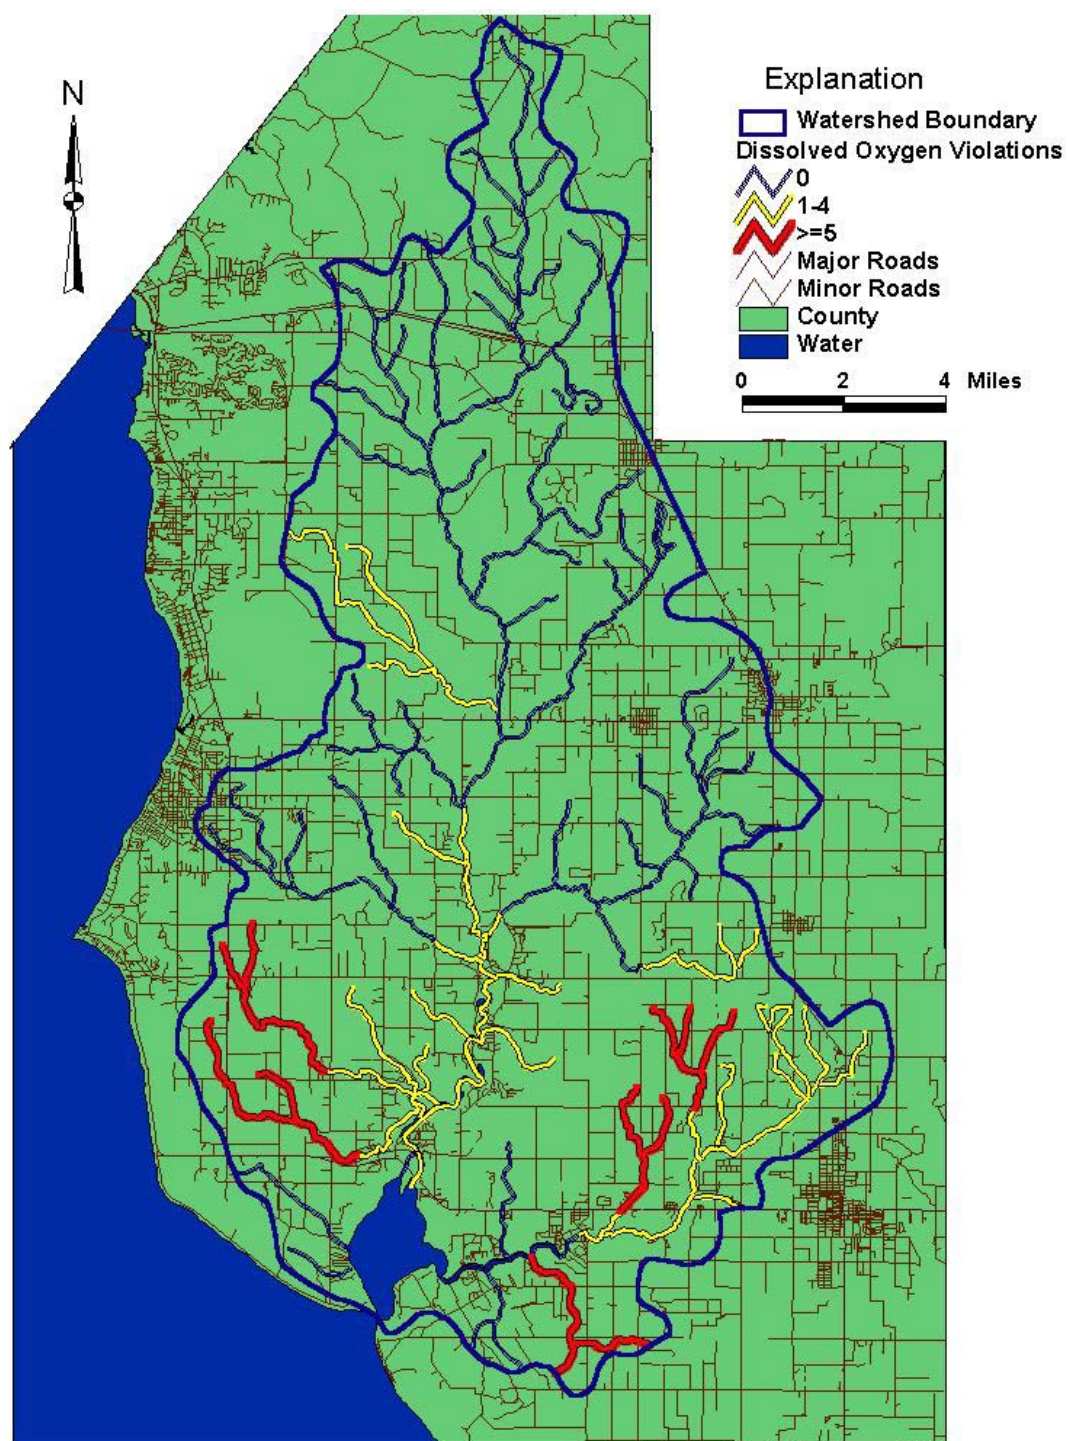 N
Explanation
Watershed Boundary
Dissolved Oxygen Violations
0
1-4
>=5
Major Roads
Minor Roads
County
Water
0 2 4 Miles